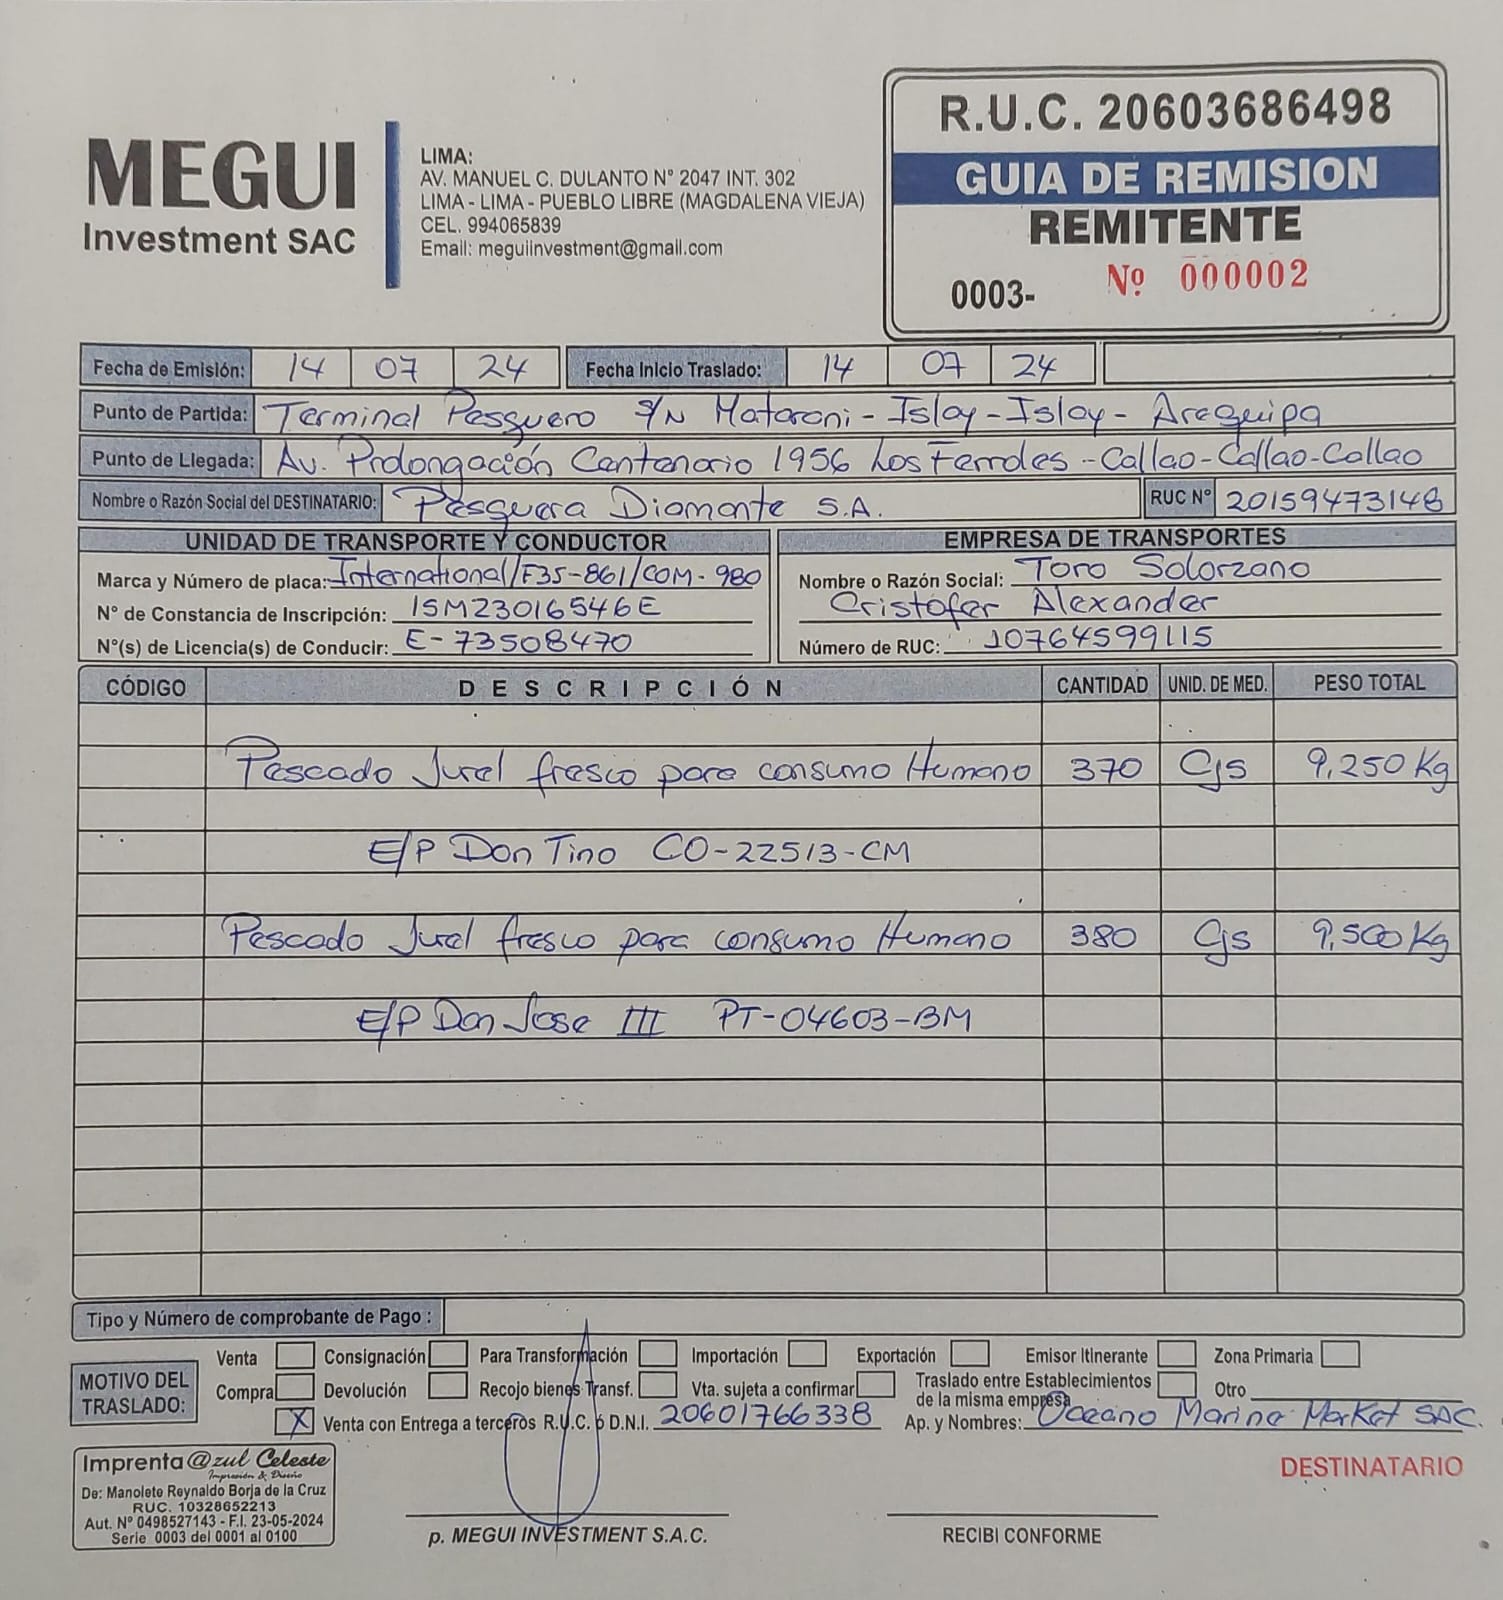 MEGUI
Investment SAC
LIMA:
AV. MANUEL C. DULANTO N° 2047 INT. 302
LIMA - LIMA - PUEBLO LIBRE (MAGDALENA VIEJA)
CEL. 994065839
Email: meguiinvestment@gmail.com
R.U.C. 20603686498
GUIA DE REMISION
REMITENTE
0003- Nº 000002
Fecha de Emisión: 14 07 24 Fecha Inicio Traslado: 14 07 24
Punto de Partida: Terminal Pesquero S/N Matarani - Islay - Islay - Arequipa
Punto de Llegada: Av. Prolongación Centenario 1956 Los Ferroles - Callao - Callao - Callao
Nombre o Razón Social del DESTINATARIO: Pesquera Diamante S.A. RUC Nº 20159473148
UNIDAD DE TRANSPORTE Y CONDUCTOR
Marca y Número de placa: International/F35-861/COM-980
N° de Constancia de Inscripción: 15M23016546E
N°(s) de Licencia(s) de Conducir: E-73508470
EMPRESA DE TRANSPORTES
Nombre o Razón Social: Toro Solorzano
Cristofer Alexander
Número de RUC: 10764599115
CÓDIGO DESCRIPCIÓN CANTIDAD UNID. DE MED. PESO TOTAL
Pescado Jurel fresco para consumo Humano 370 Cjs 9,250 Kg
E/P Don Tino CO-22513-CM
Pescado Jurel fresco para consumo Humano 380 Cjs 9,500 Kg
E/P Don Jose III PT-04603-BM
Tipo y Número de comprobante de Pago :
MOTIVO DEL TRASLADO:
Venta Consignación Para Transformación Importación Exportación Emisor Itinerante Zona Primaria
Compra Devolución Recojo bienes Transf. Vta. sujeta a confirmar Traslado entre Establecimientos de la misma empresa Otro
X Venta con Entrega a terceros R.U.C. ó D.N.I. 20601766338 Ap. y Nombres: Oceano Marine Market SAC.
Imprenta @zul Celeste
Impresión & Diseño
De: Manolete Reynaldo Borja de la Cruz
RUC. 10328652213
Aut. Nº 0498527143 - F.I. 23-05-2024
Serie 0003 del 0001 al 0100
p. MEGUI INVESTMENT S.A.C.
RECIBI CONFORME
DESTINATARIO